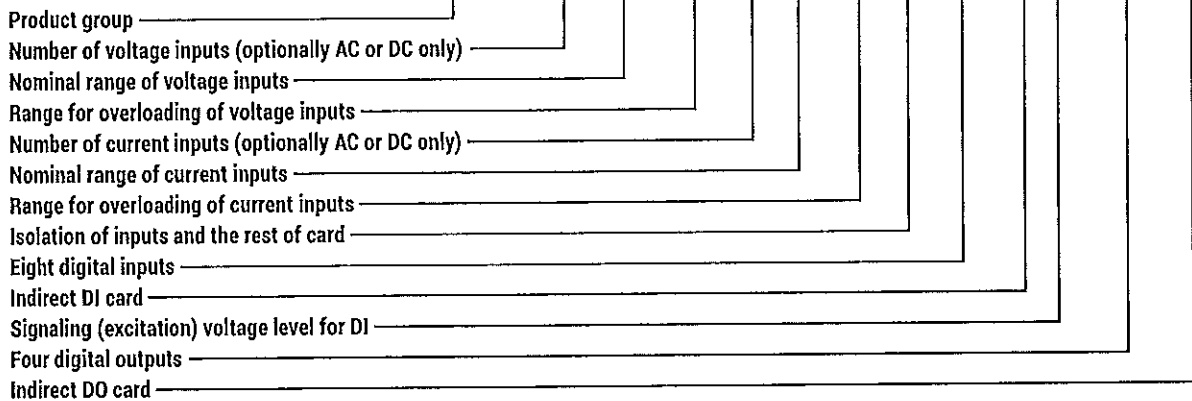 Product group
Number of voltage inputs (optionally AC or DC only)
Nominal range of voltage inputs
Range for overloading of voltage inputs
Number of current inputs (optionally AC or DC only)
Nominal range of current inputs
Range for overloading of current inputs
Isolation of inputs and the rest of card
Eight digital inputs
Indirect DI card
Signaling (excitation) voltage level for DI
Four digital outputs
Indirect DO card